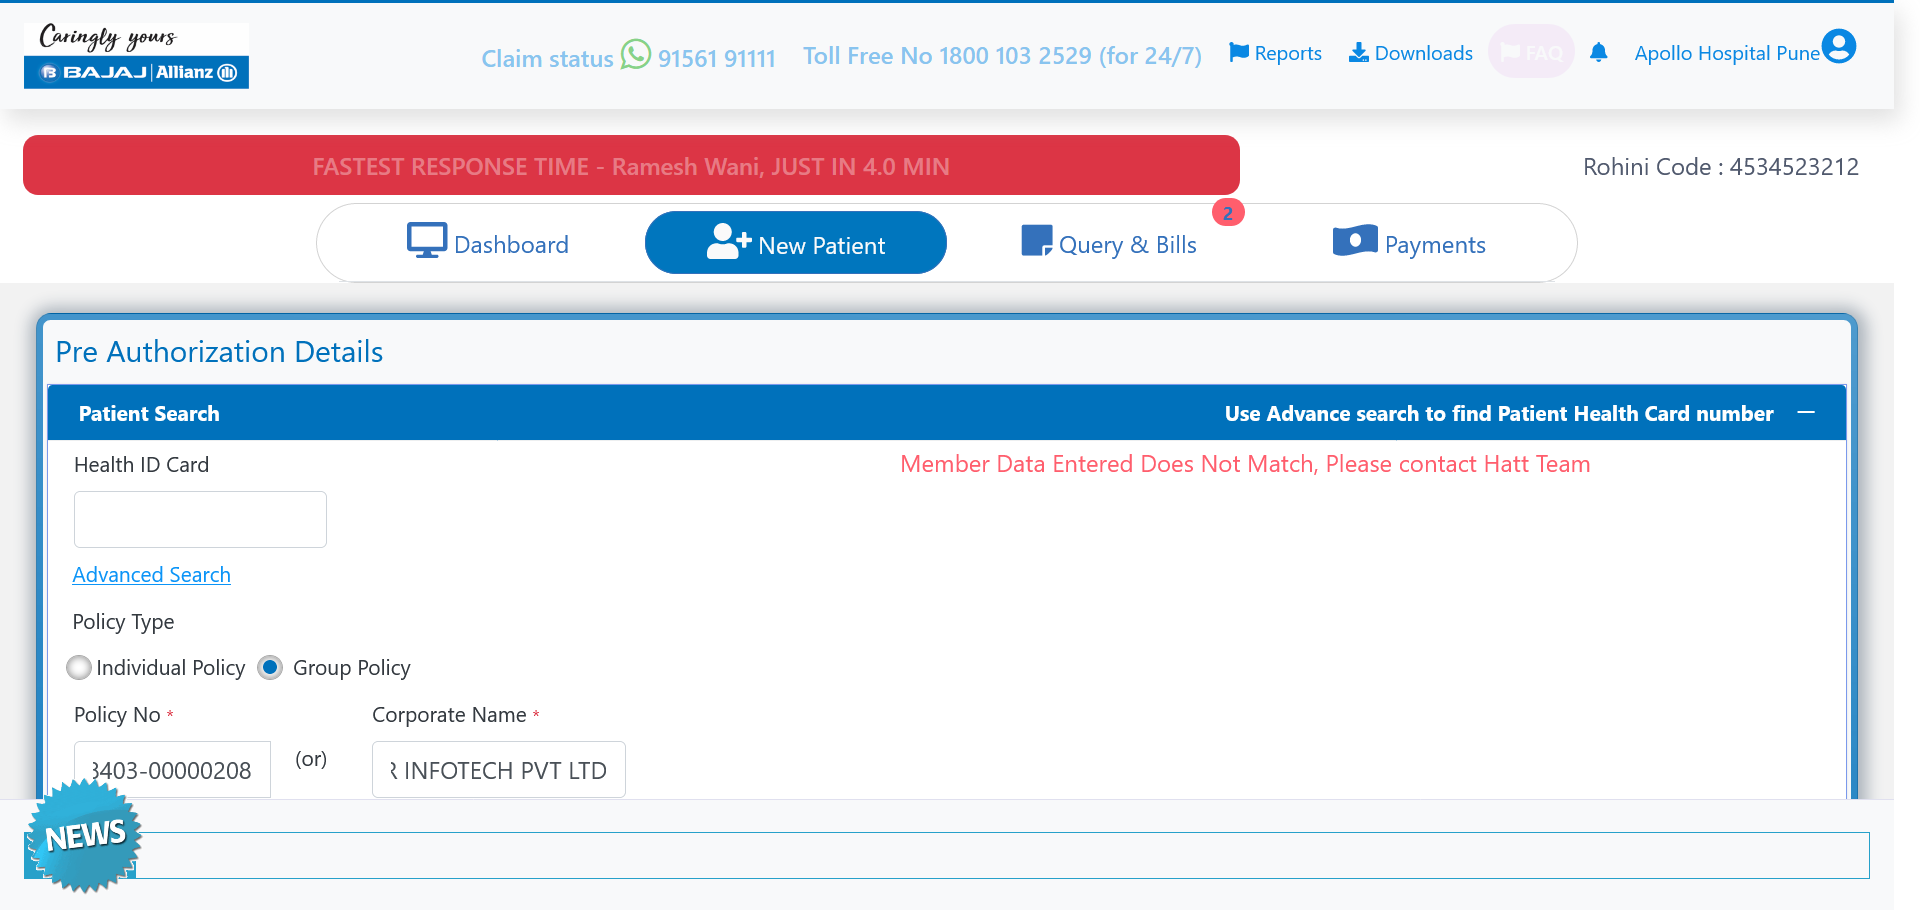 Caringly yours
BAJAJ | Allianz
Claim status 91561 91111
Toll Free No 1800 103 2529 (for 24/7)
Reports
Downloads
FAQ
Apollo Hospital Pune
FASTEST RESPONSE TIME - Ramesh Wani, JUST IN 4.0 MIN
Rohini Code : 4534523212
Dashboard
New Patient
Query & Bills
2
Payments
Pre Authorization Details
Patient Search
Use Advance search to find Patient Health Card number
Health ID Card
Member Data Entered Does Not Match, Please contact Hatt Team
Advanced Search
Policy Type
Individual Policy
Group Policy
Policy No *
Corporate Name *
3403-00000208
(or)
R INFOTECH PVT LTD
NEWS